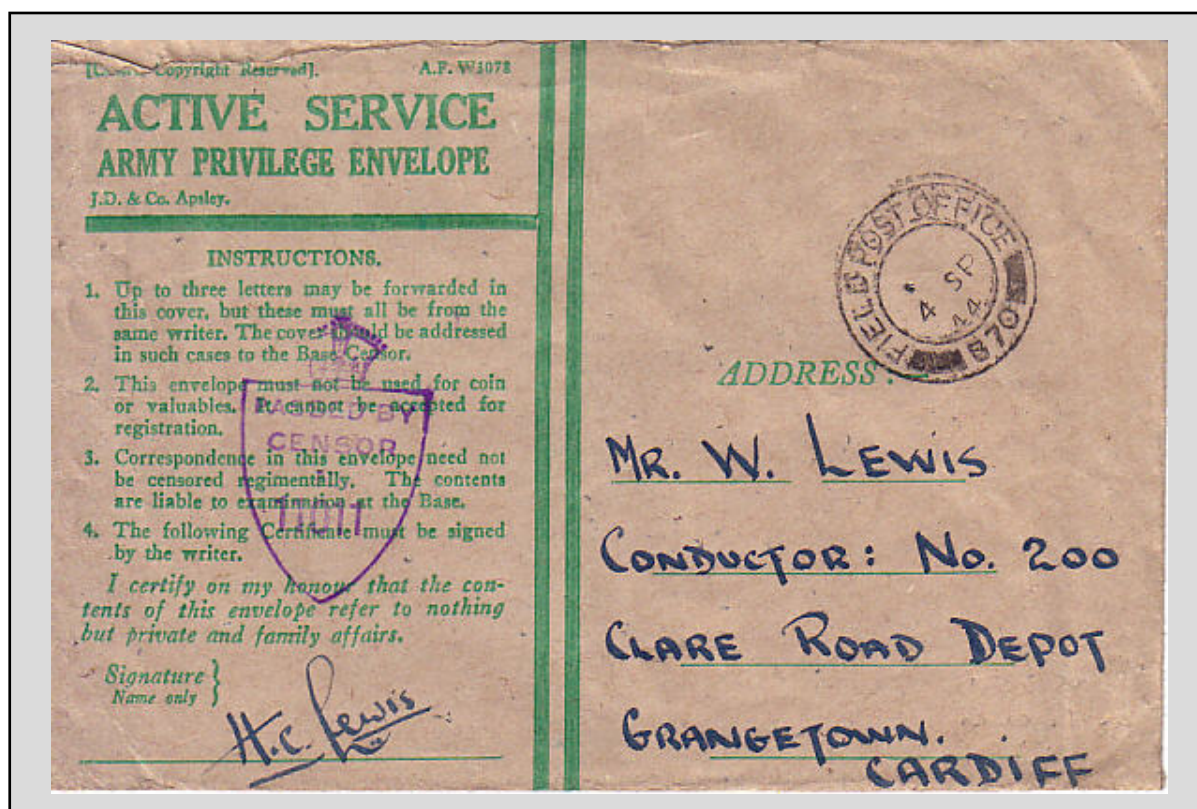 Copyright Reserved]. A.F. W3078
ACTIVE SERVICE
ARMY PRIVILEGE ENVELOPE
J.D. & Co. Apsley.
INSTRUCTIONS.
1. Up to three letters may be forwarded in
this cover, but these must all be from the
same writer. The cover should be addressed
in such cases to the Base Censor.
2. This envelope must not be used for coin
or valuables. It cannot be accepted for
registration.
3. Correspondence in this envelope need not
be censored regimentally. The contents
are liable to examination at the Base.
4. The following Certificate must be signed
by the writer.
I certify on my honour that the con-
tents of this envelope refer to nothing
but private and family affairs.
Signature }
Name only
H.C. Lewis
PASSED BY
CENSOR
11011
FIELD POST OFFICE
4 SP
44
870
ADDRESS:—
MR. W. LEWIS
CONDUCTOR: No. 200
CLARE ROAD DEPOT
GRANGETOWN.
CARDIFF